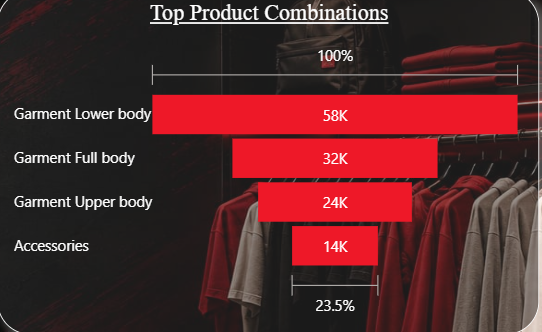 Top Product Combinations
100%
Garment Lower body 58K
Garment Full body 32K
Garment Upper body 24K
Accessories 14K
23.5%